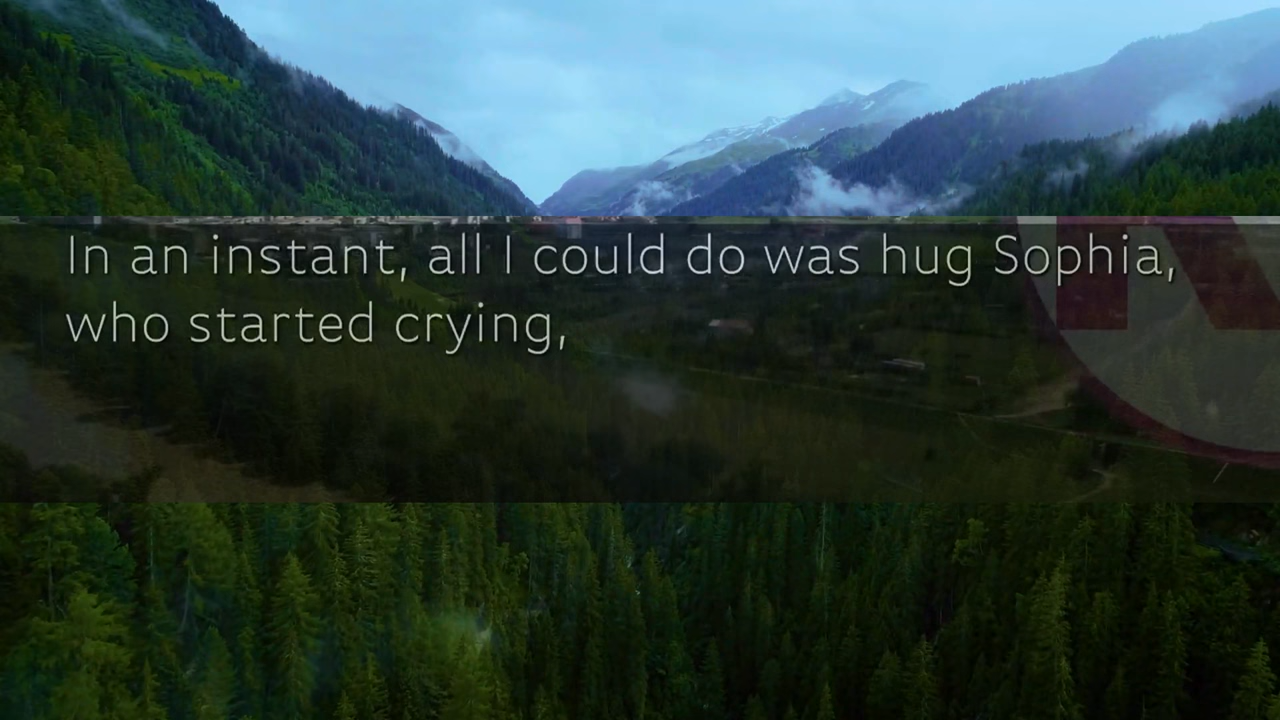 In an instant, all I could do was hug Sophia,
who started crying,